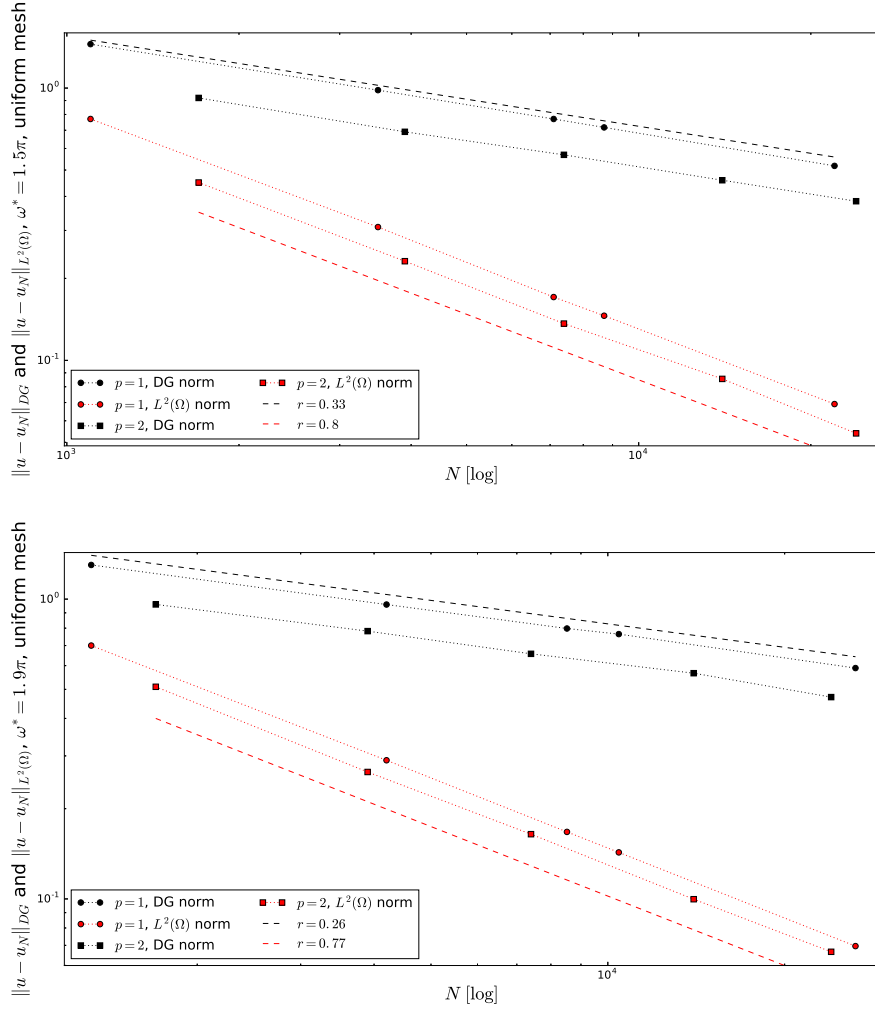 ‖u − u_N‖_{DG} and ‖u − u_N‖_{L²(Ω)}, ω* = 1.5π, uniform mesh
10⁰
10⁻¹
p = 1, DG norm
p = 1, L²(Ω) norm
p = 2, DG norm
p = 2, L²(Ω) norm
r = 0.33
r = 0.8
10³
10⁴
N [log]
‖u − u_N‖_{DG} and ‖u − u_N‖_{L²(Ω)}, ω* = 1.9π, uniform mesh
10⁰
10⁻¹
p = 1, DG norm
p = 1, L²(Ω) norm
p = 2, DG norm
p = 2, L²(Ω) norm
r = 0.26
r = 0.77
10⁴
N [log]